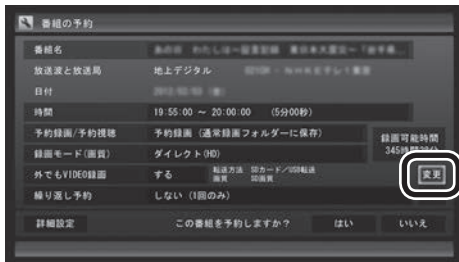 番組の予約
番組名
放送波と放送局 地上デジタル
日付
時間 19:55:00 ~ 20:00:00 (5分00秒)
予約録画/予約視聴 予約録画 (通常録画フォルダーに保存)
録画可能時間
録画モード(画質) ダイレクト(HD)
外でもVIDEO録画 する 転送方法 SDカード/USB転送
画質 SD画質
変更
繰り返し予約 しない (1回のみ)
詳細設定 この番組を予約しますか? はい いいえ